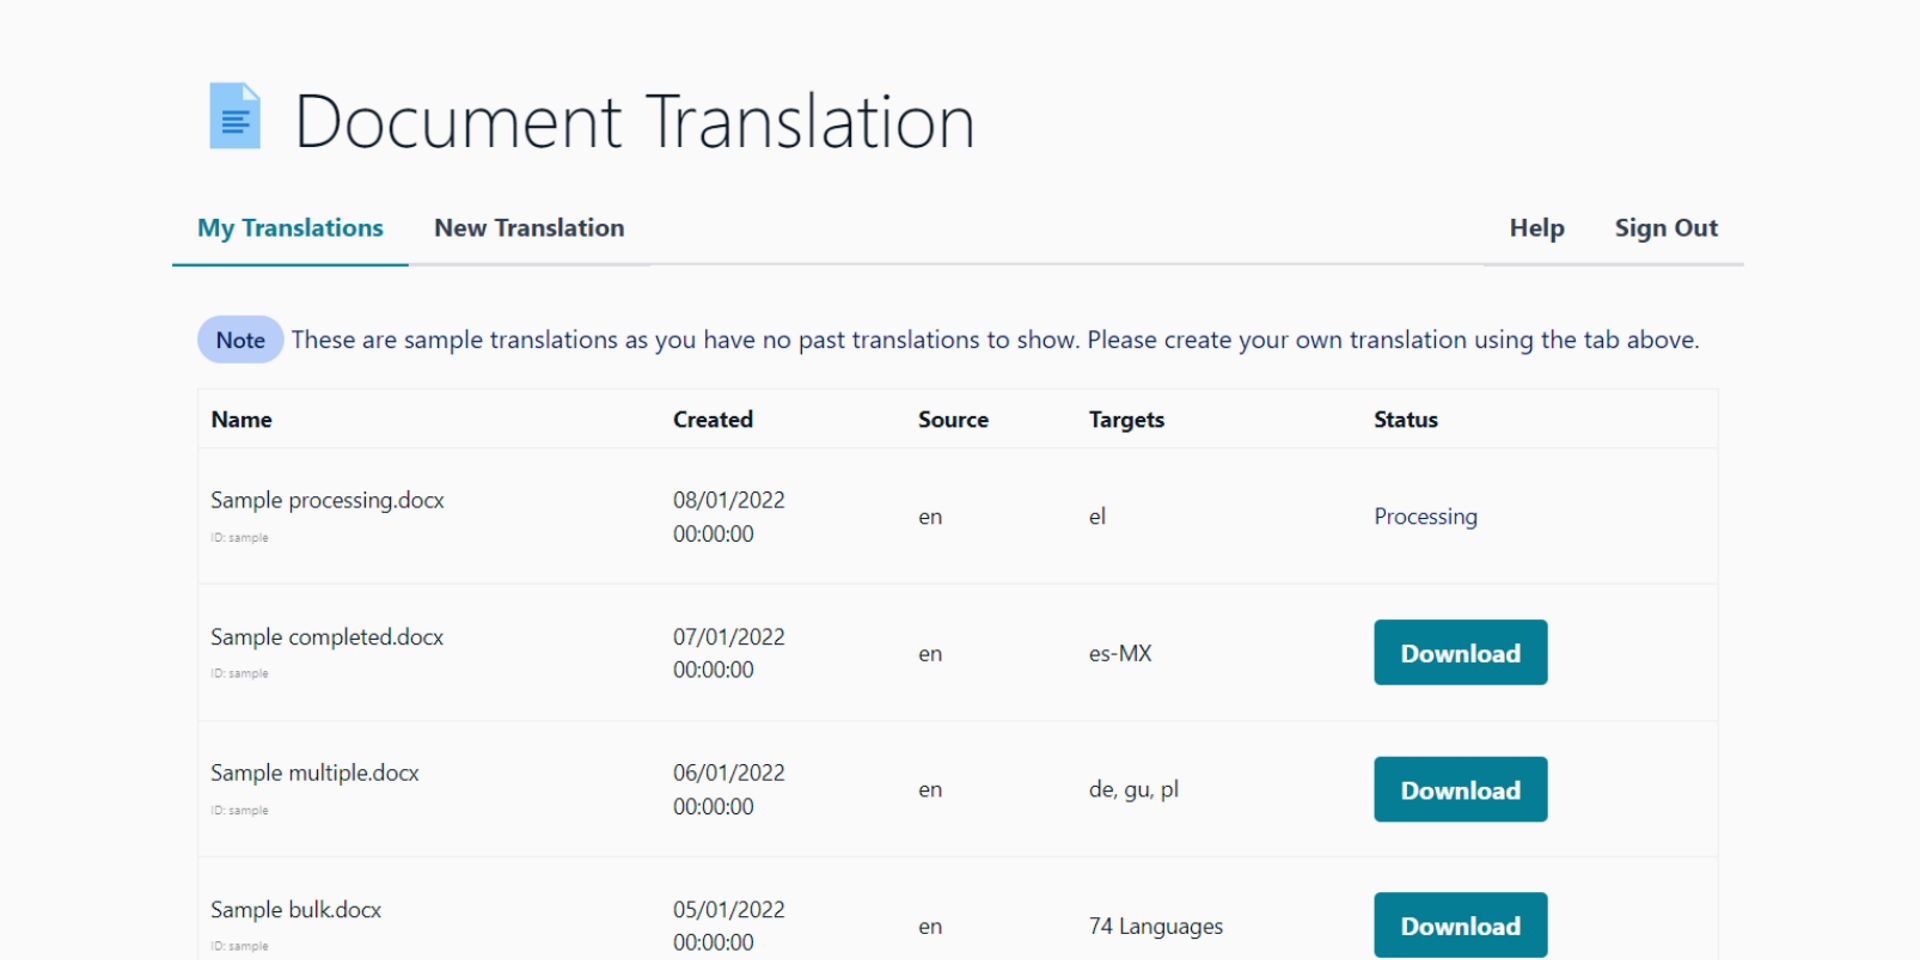 Document Translation
My Translations New Translation Help Sign Out
Note These are sample translations as you have no past translations to show. Please create your own translation using the tab above.
Name Created Source Targets Status
Sample processing.docx 08/01/2022
ID: sample 00:00:00 en el Processing
Sample completed.docx 07/01/2022
ID: sample 00:00:00 en es-MX Download
Sample multiple.docx 06/01/2022
ID: sample 00:00:00 en de, gu, pl Download
Sample bulk.docx 05/01/2022
ID: sample 00:00:00 en 74 Languages Download